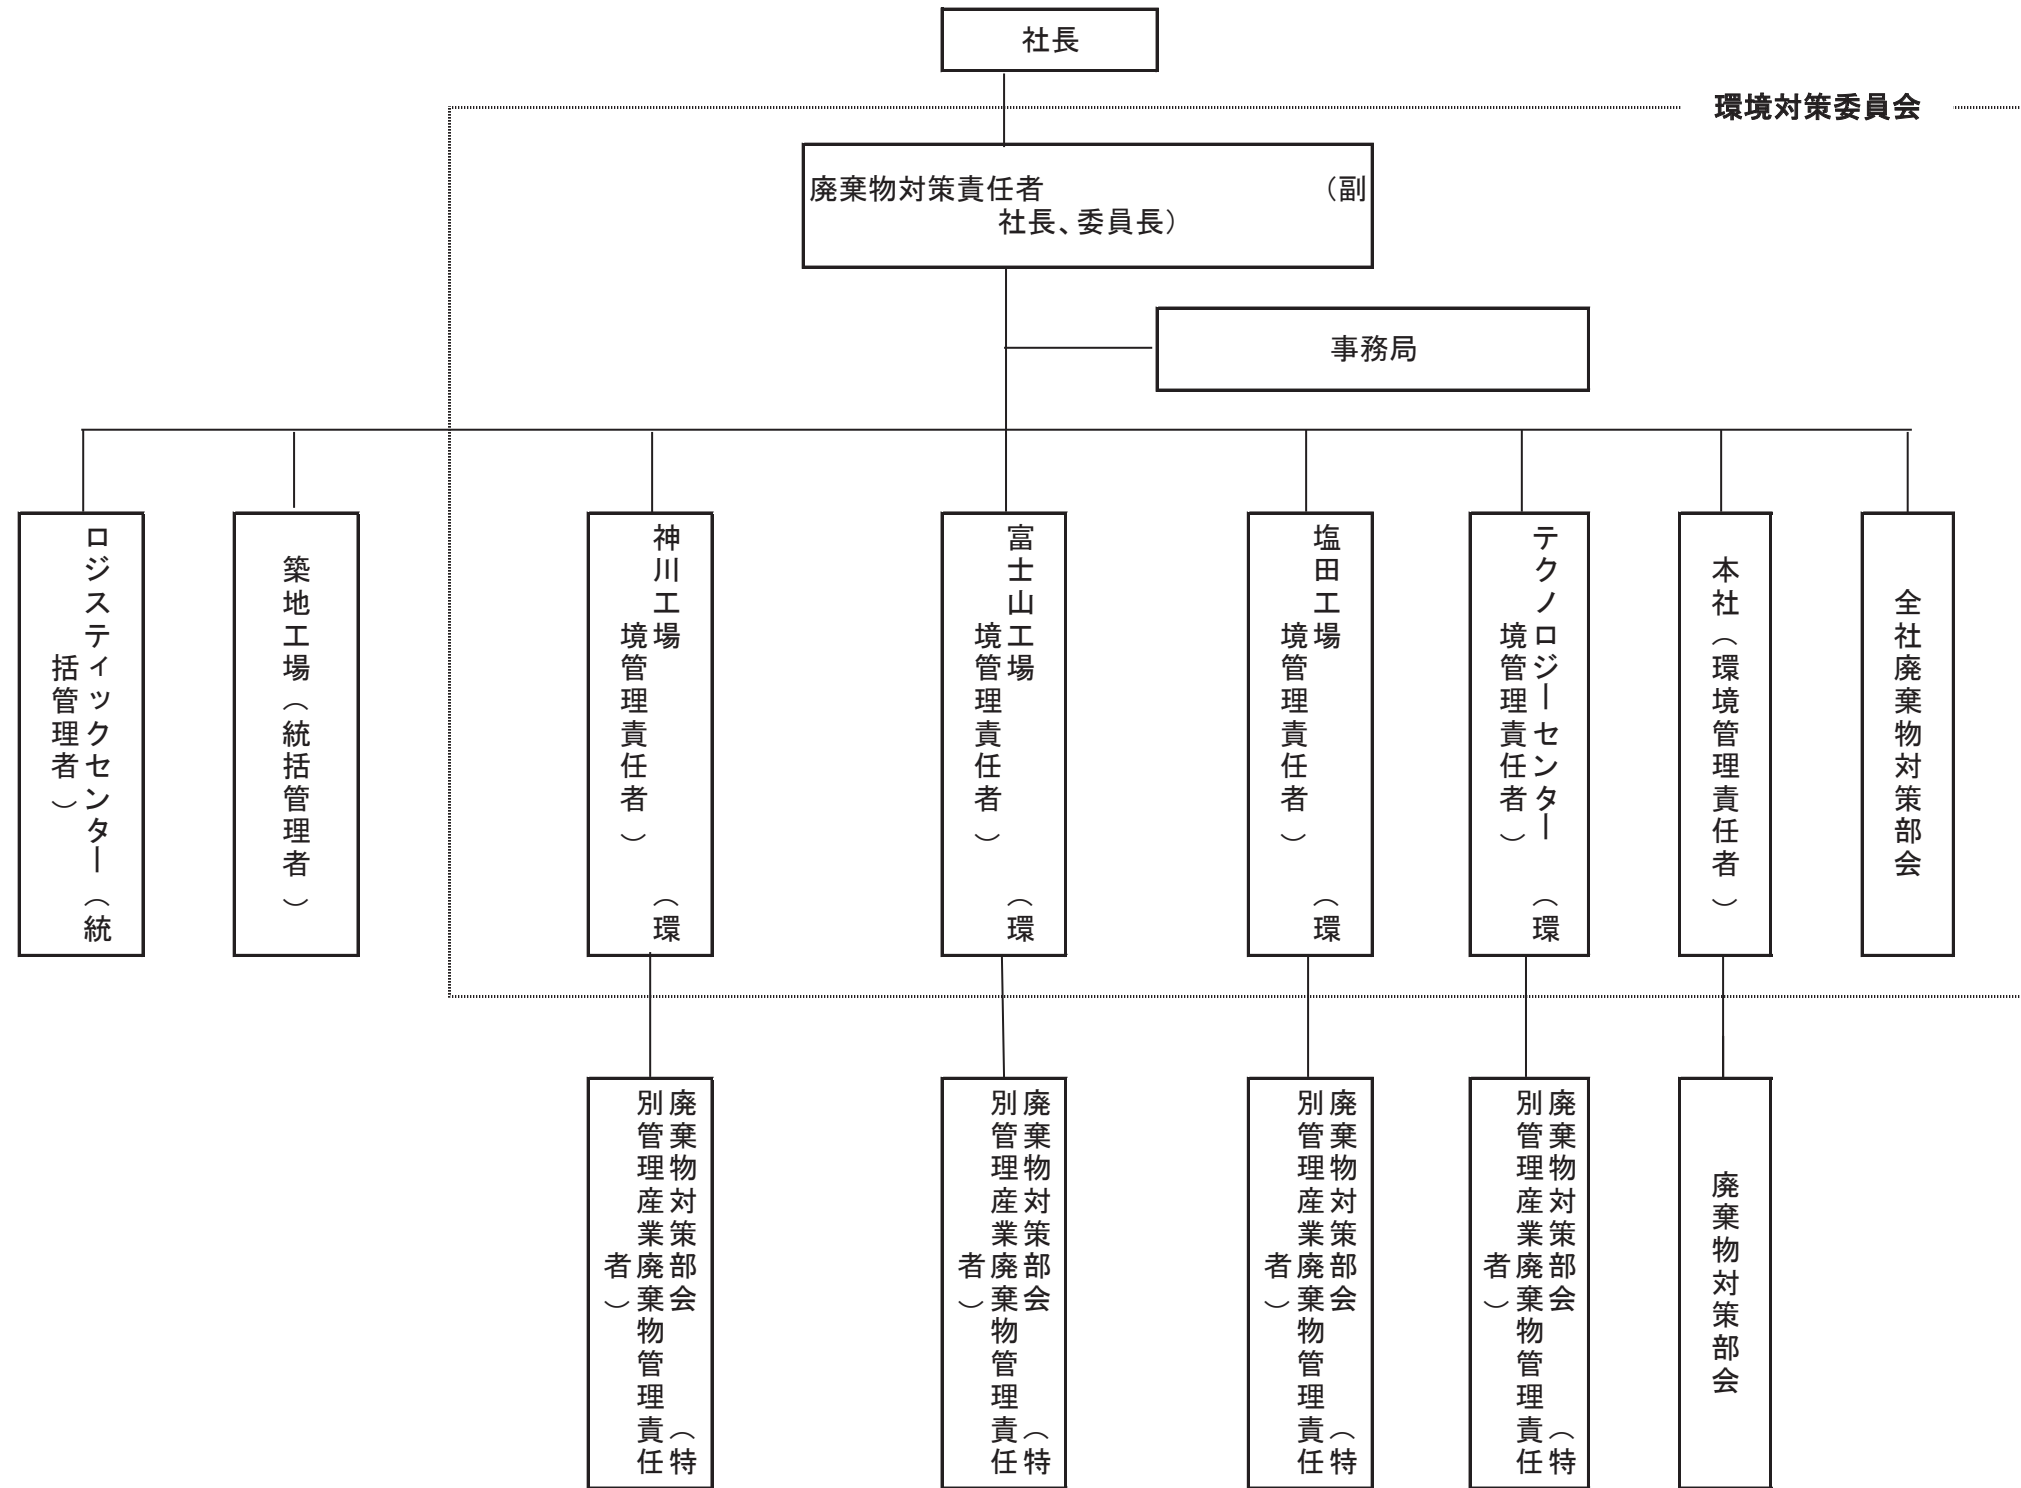 社長
環境対策委員会
廃棄物対策責任者 （副
社長、委員長）
事務局
ロジスティックセンター（統
括管理者）
築地工場（統括管理者）
神川工場 （環
境管理責任者）
富士山工場 （環
境管理責任者）
塩田工場 （環
境管理責任者）
テクノロジーセンター （環
境管理責任者）
本社（環境管理責任者）
全社廃棄物対策部会
廃棄物対策部会 （特
別管理産業廃棄物管理責任
者）
廃棄物対策部会 （特
別管理産業廃棄物管理責任
者）
廃棄物対策部会 （特
別管理産業廃棄物管理責任
者）
廃棄物対策部会 （特
別管理産業廃棄物管理責任
者）
廃棄物対策部会